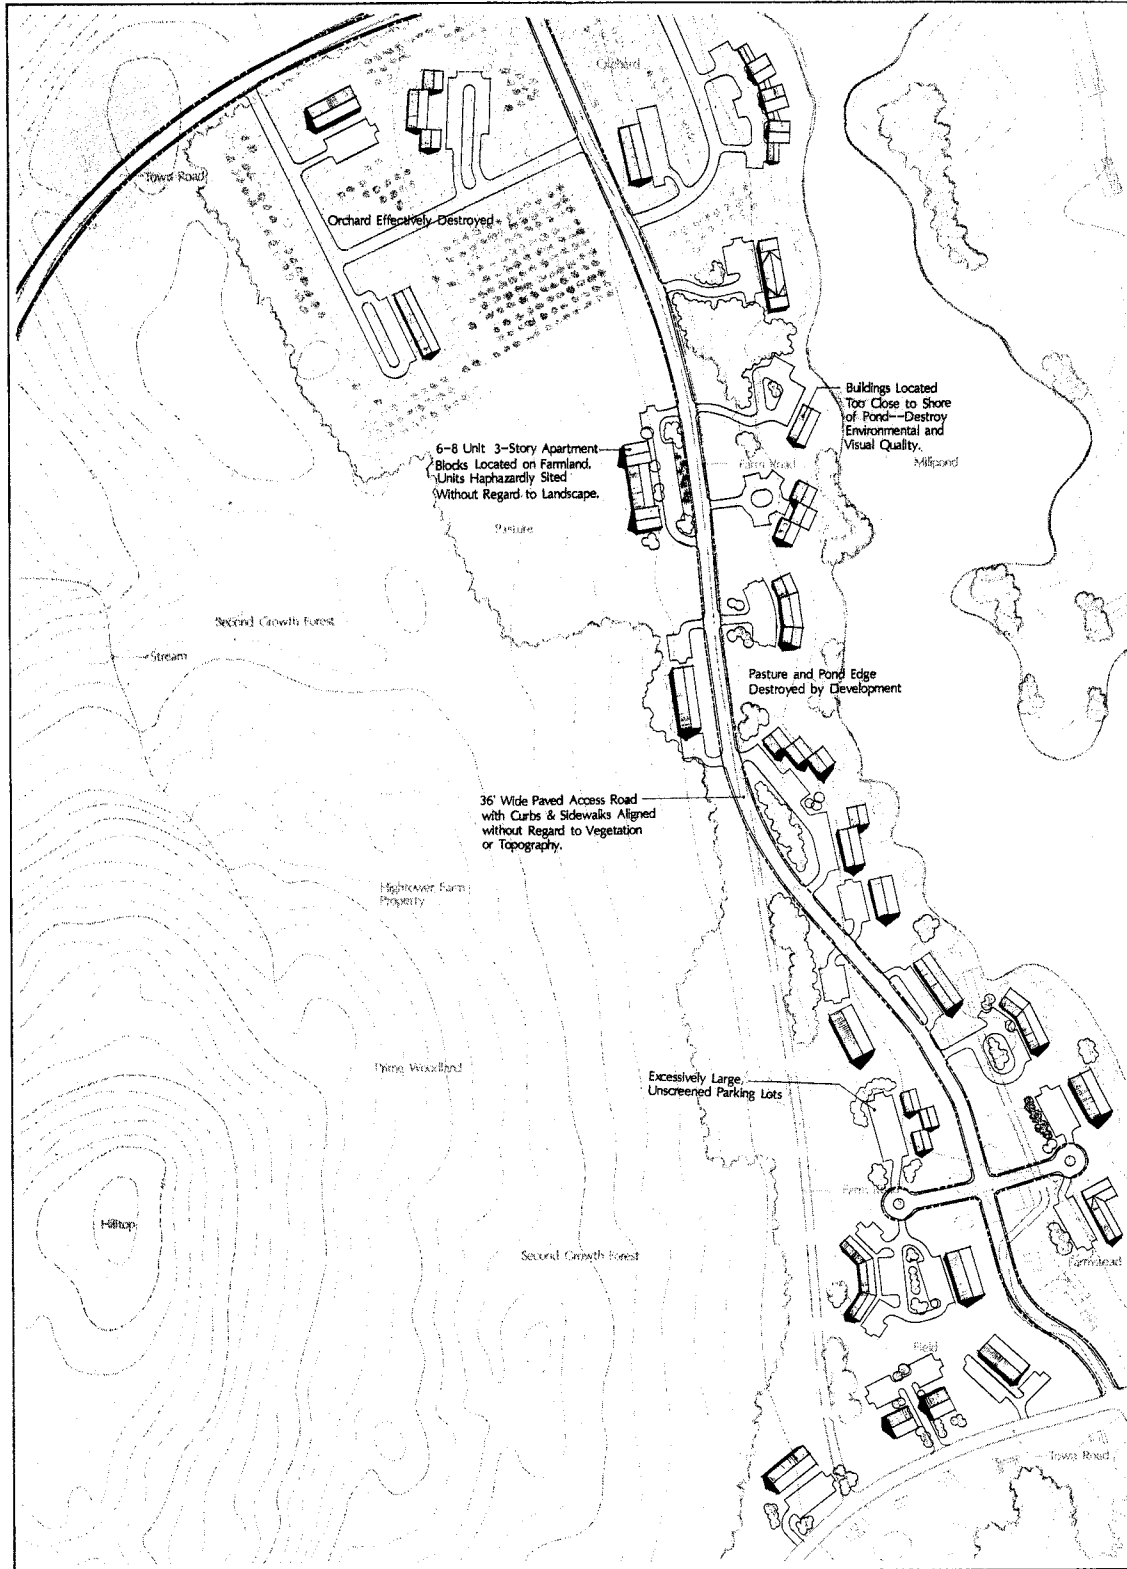 Orchard
Town Road
Orchard Effectively Destroyed
Buildings Located
Too Close to Shore
of Pond--Destroy
Environmental and
Visual Quality.
Millpond
6-8 Unit 3-Story Apartment
Blocks Located on Farmland.
Units Haphazardly Sited
Without Regard to Landscape.
Farm Road
Pasture
Second Growth Forest
Stream
Pasture and Pond Edge
Destroyed by Development
36' Wide Paved Access Road
with Curbs & Sidewalks Aligned
without Regard to Vegetation
or Topography.
Hightower Farm
Property
Prime Woodland
Excessively Large,
Unscreened Parking Lots
Farm
Hilltop
Second Growth Forest
Farmstead
Field
Town Road